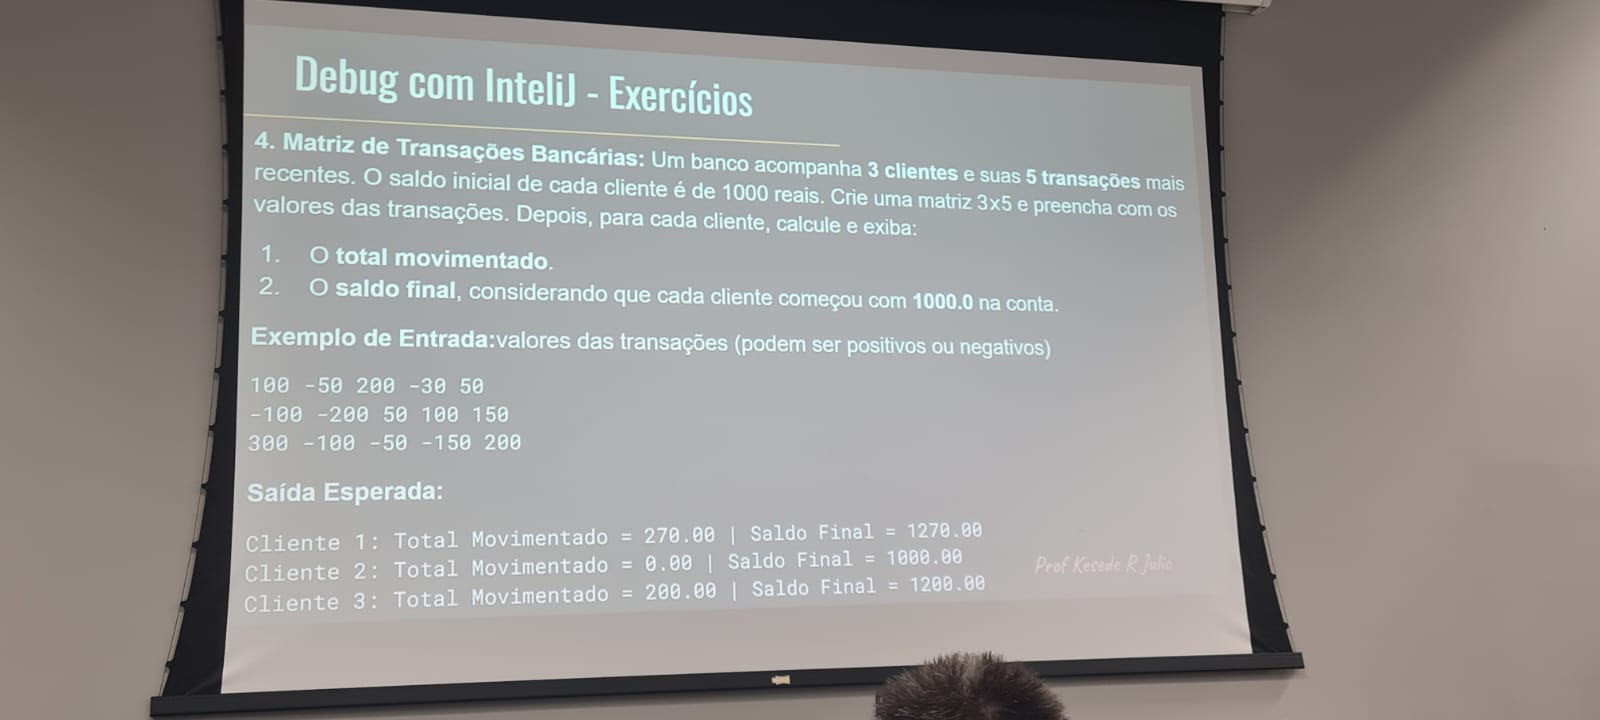 Debug com InteliJ - Exercícios
4. Matriz de Transações Bancárias: Um banco acompanha 3 clientes e suas 5 transações mais
recentes. O saldo inicial de cada cliente é de 1000 reais. Crie uma matriz 3x5 e preencha com os
valores das transações. Depois, para cada cliente, calcule e exiba:
1. O total movimentado.
2. O saldo final, considerando que cada cliente começou com 1000.0 na conta.
Exemplo de Entrada:valores das transações (podem ser positivos ou negativos)
100 -50 200 -30 50
-100 -200 50 100 150
300 -100 -50 -150 200
Saída Esperada:
Cliente 1: Total Movimentado = 270.00 | Saldo Final = 1270.00
Cliente 2: Total Movimentado = 0.00 | Saldo Final = 1000.00
Cliente 3: Total Movimentado = 200.00 | Saldo Final = 1200.00
Prof Kesede R Julio